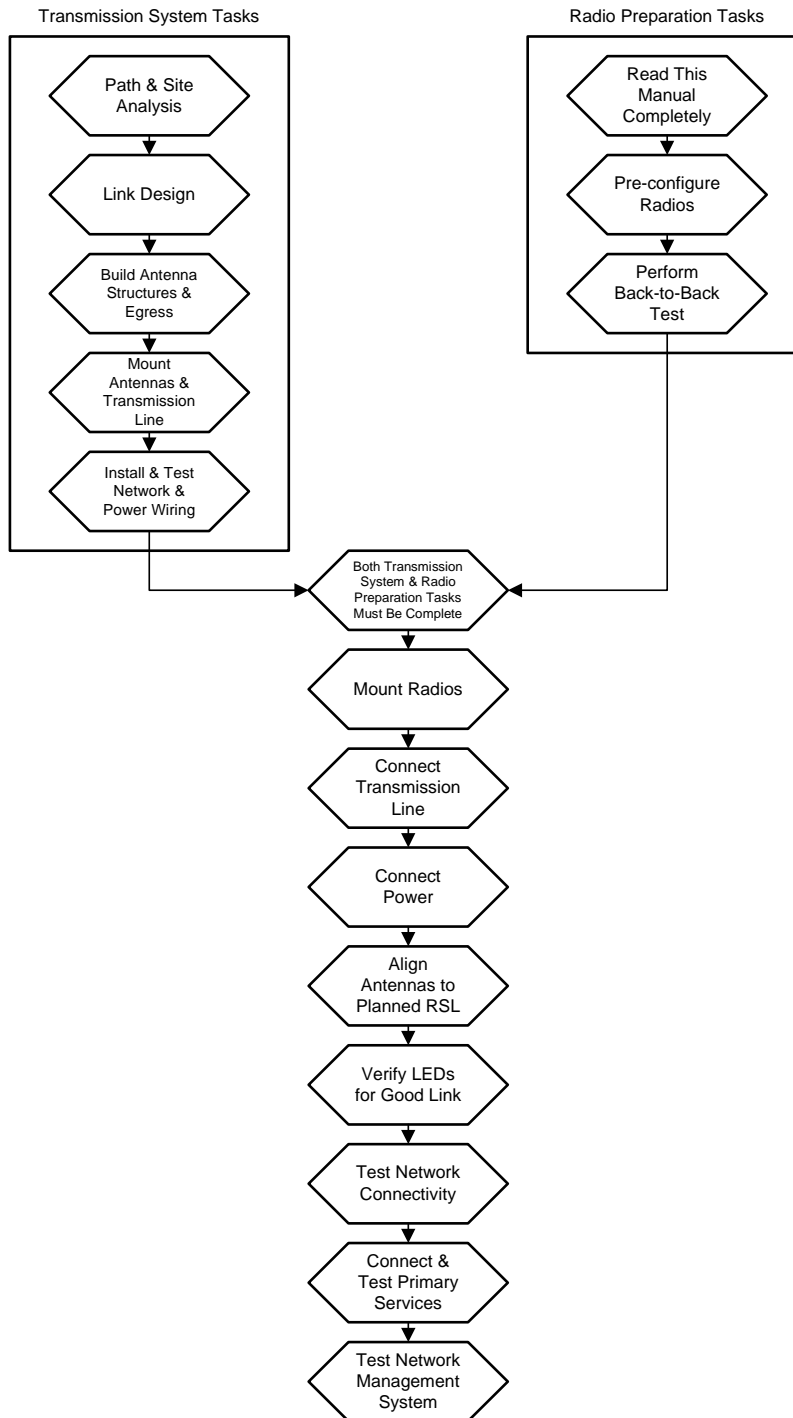 Transmission System Tasks
Path & Site
Analysis
Link Design
Build Antenna
Structures &
Egress
Mount
Antennas &
Transmission
Line
Install & Test
Network &
Power Wiring
Radio Preparation Tasks
Read This
Manual
Completely
Pre-configure
Radios
Perform
Back-to-Back
Test
Both Transmission
System & Radio
Preparation Tasks
Must Be Complete
Mount Radios
Connect
Transmission
Line
Connect
Power
Align
Antennas to
Planned RSL
Verify LEDs
for Good Link
Test Network
Connectivity
Connect &
Test Primary
Services
Test Network
Management
System